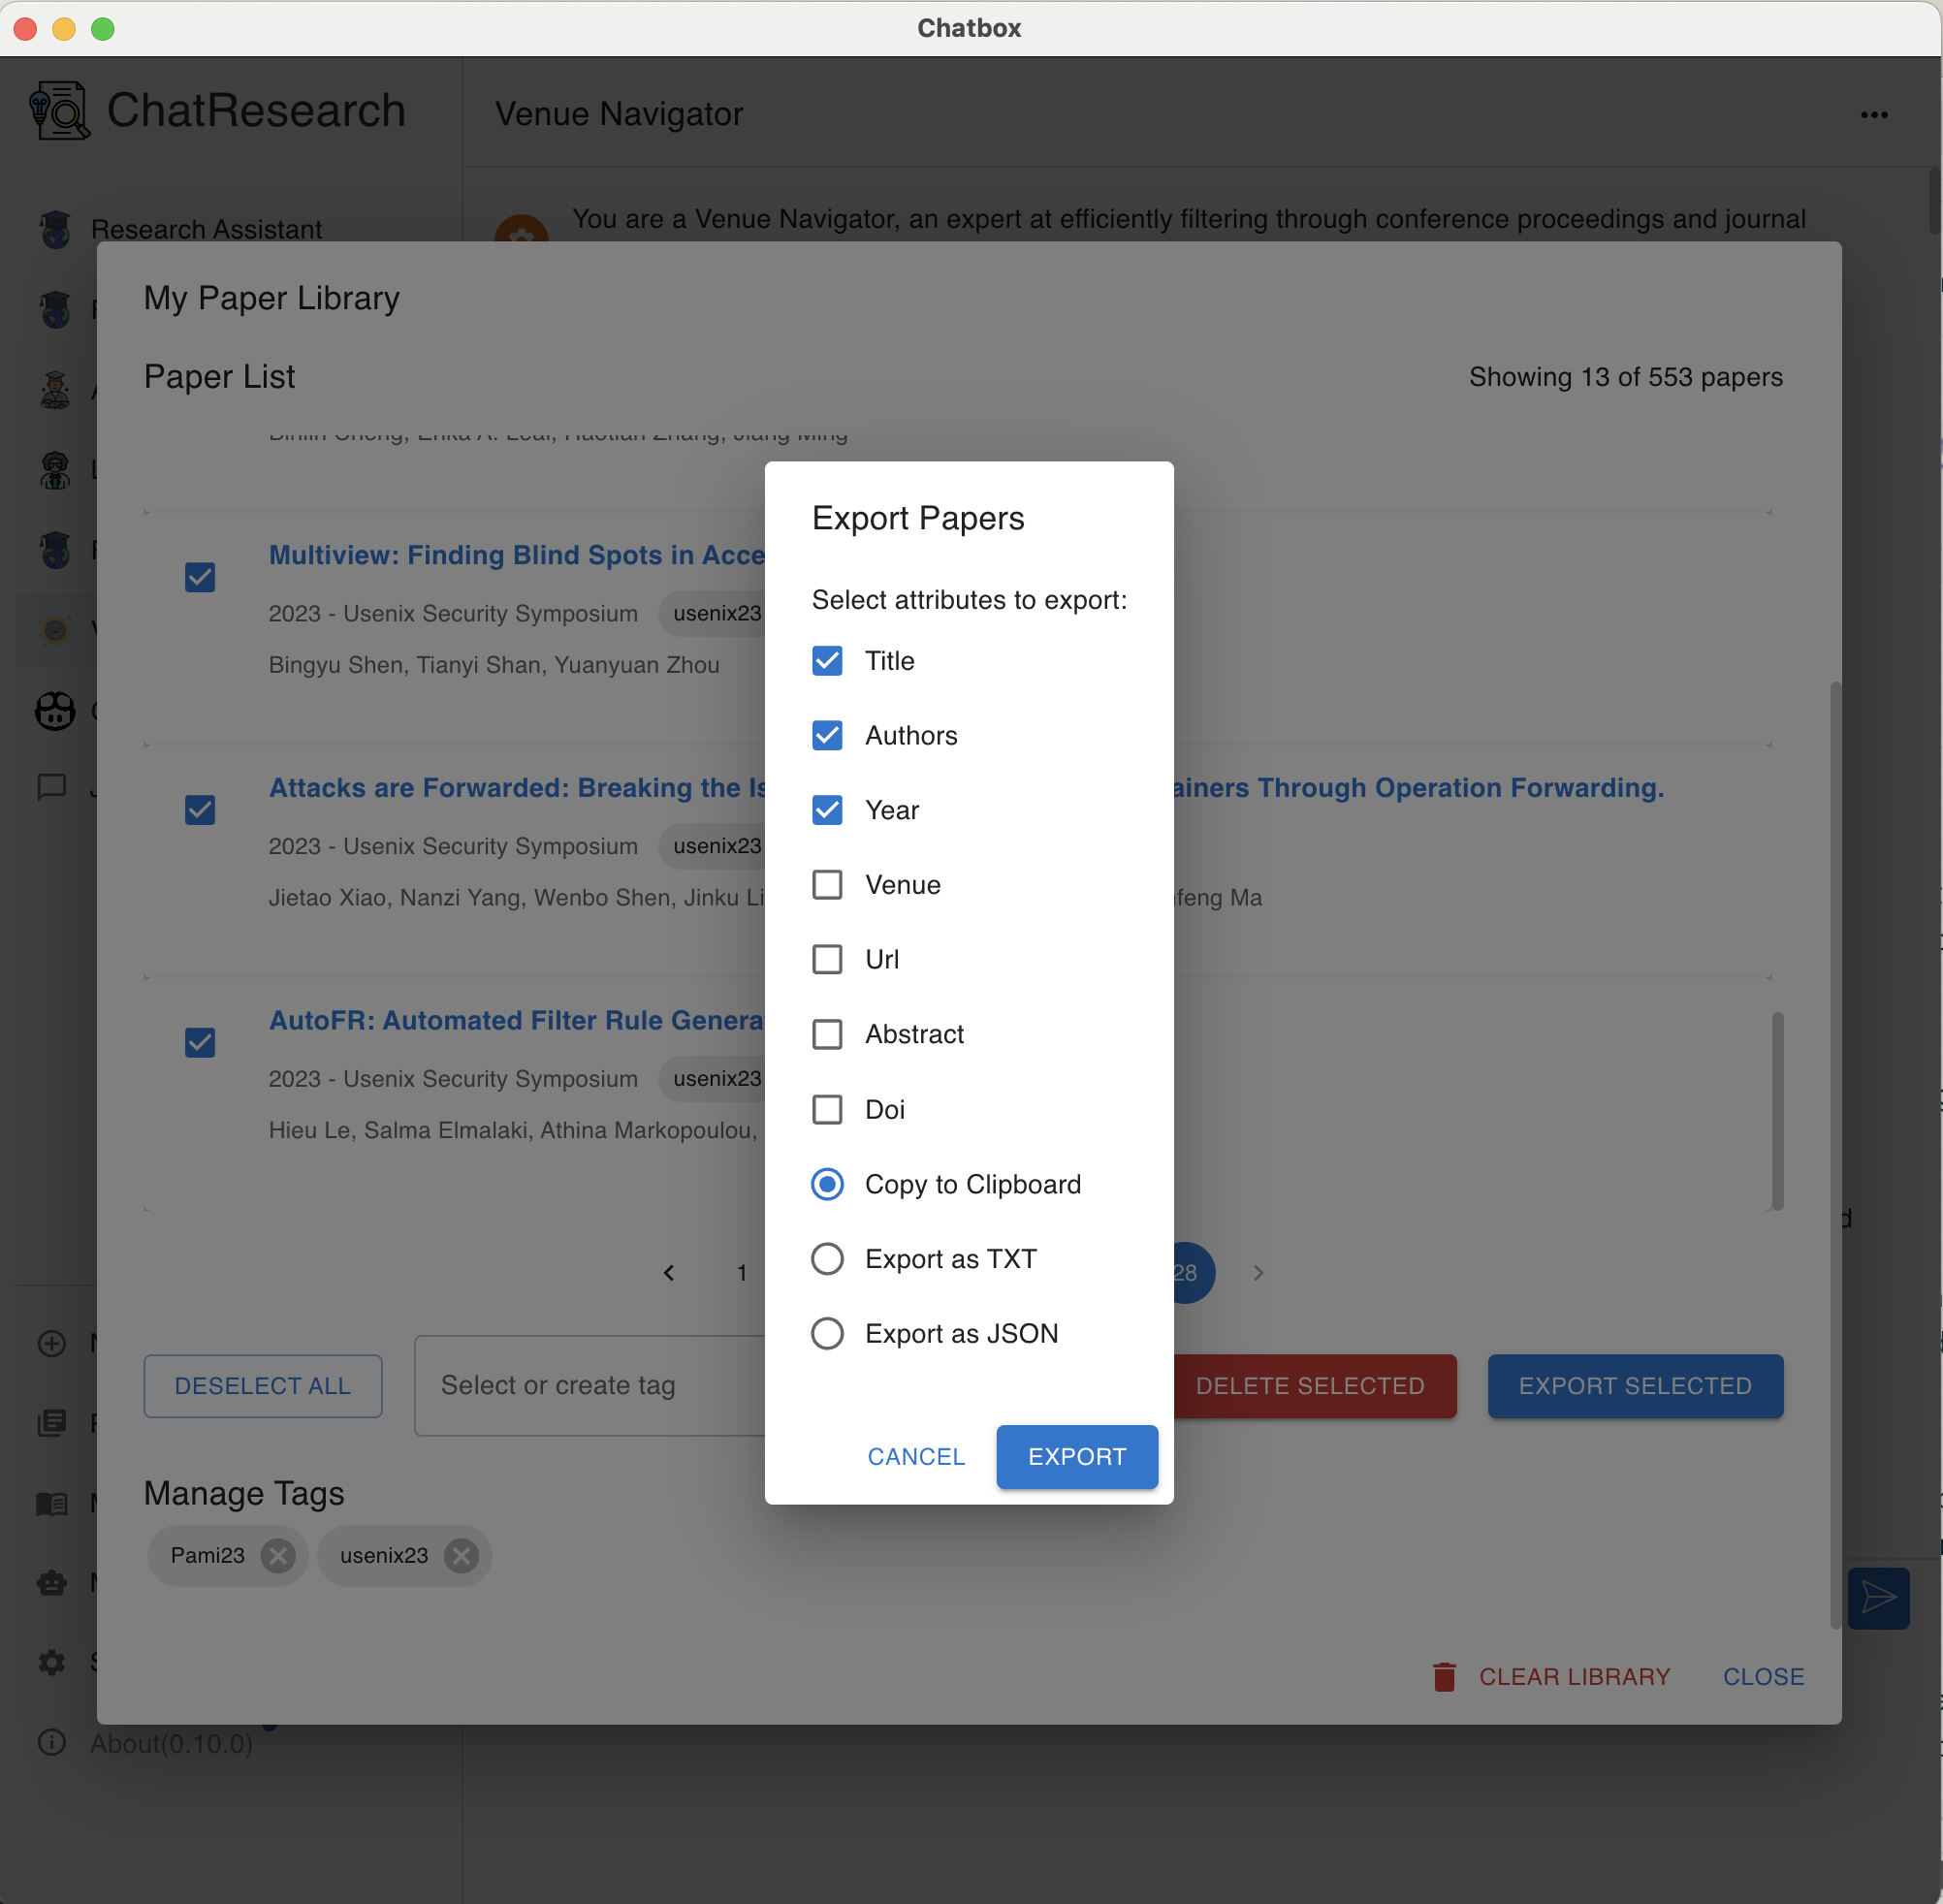 Chatbox
ChatResearch
Venue Navigator
Research Assistant
You are a Venue Navigator, an expert at efficiently filtering through conference proceedings and journal
My Paper Library
Paper List
Showing 13 of 553 papers
Multiview: Finding Blind Spots in Acce
2023 - Usenix Security Symposium
usenix23
Bingyu Shen, Tianyi Shan, Yuanyuan Zhou
Attacks are Forwarded: Breaking the Is
ainers Through Operation Forwarding.
2023 - Usenix Security Symposium
usenix23
Jietao Xiao, Nanzi Yang, Wenbo Shen, Jinku Li
feng Ma
AutoFR: Automated Filter Rule Genera
2023 - Usenix Security Symposium
usenix23
Hieu Le, Salma Elmalaki, Athina Markopoulou,
1
28
DESELECT ALL
Select or create tag
DELETE SELECTED
EXPORT SELECTED
Manage Tags
Pami23
usenix23
CLEAR LIBRARY
CLOSE
About(0.10.0)
Export Papers
Select attributes to export:
Title
Authors
Year
Venue
Url
Abstract
Doi
Copy to Clipboard
Export as TXT
Export as JSON
CANCEL
EXPORT